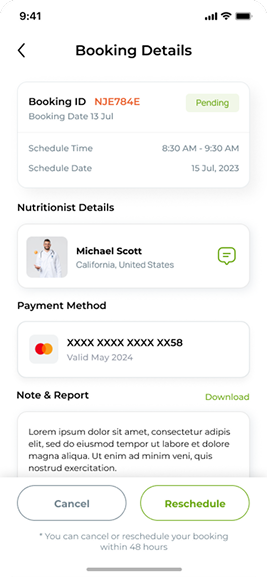 9:41
Booking Details
Booking ID NJE784E Pending
Booking Date 13 Jul
Schedule Time 8:30 AM - 9:30 AM
Schedule Date 15 Jul, 2023
Nutritionist Details
Michael Scott
California, United States
Payment Method
XXXX XXXX XXXX XX58
Valid May 2024
Note & Report Download
Lorem ipsum dolor sit amet, consectetur adipis
elit, sed do eiusmod tempor ut labore et dolore
magna aliqua. Ut enim ad minim veni, quis
nostrud exercitation.
Cancel Reschedule
* You can cancel or reschedule your booking
within 48 hours